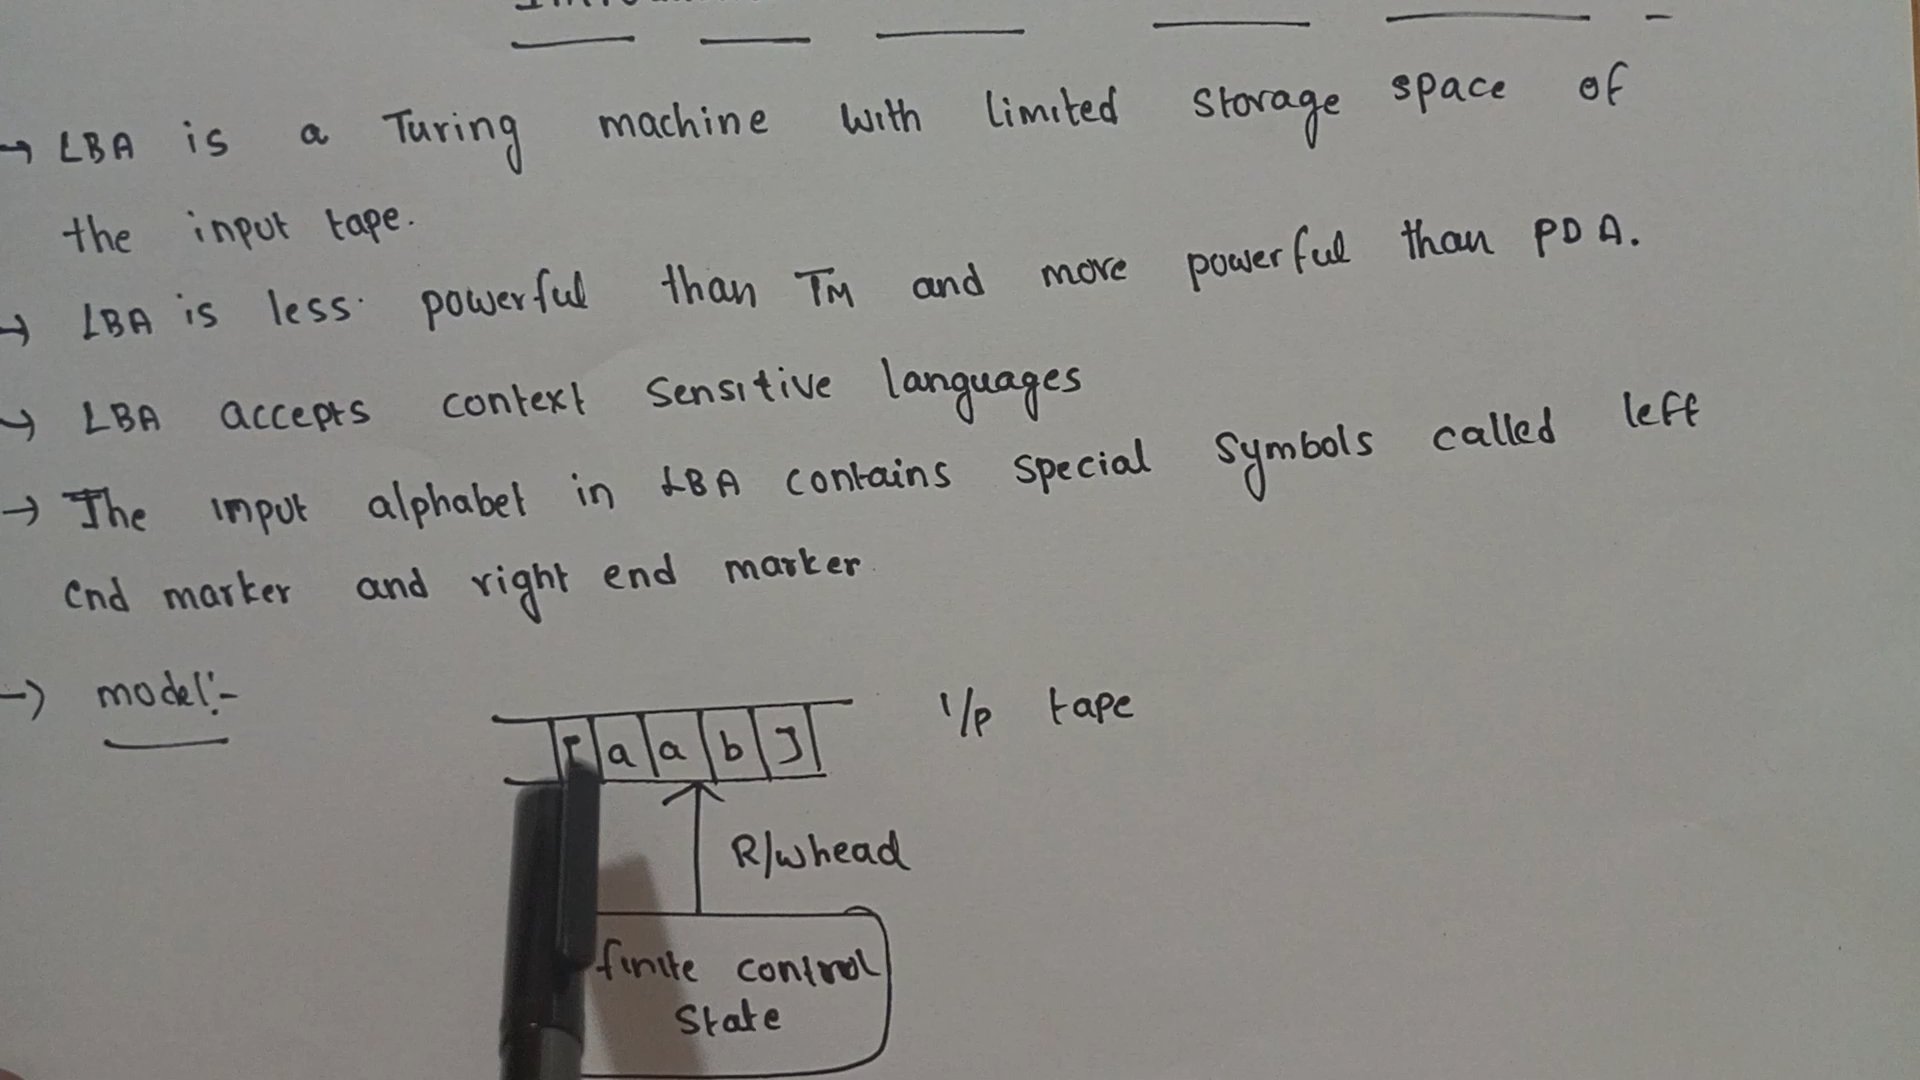 → LBA is a Turing machine with limited storage space of
the input tape.
→ LBA is less powerful than TM and more powerful than PDA.
→ LBA accepts context sensitive languages
→ The input alphabet in LBA contains special symbols called left
end marker and right end marker
→ model:-
[ a a b ] I/p tape
R/w head
finite control
state